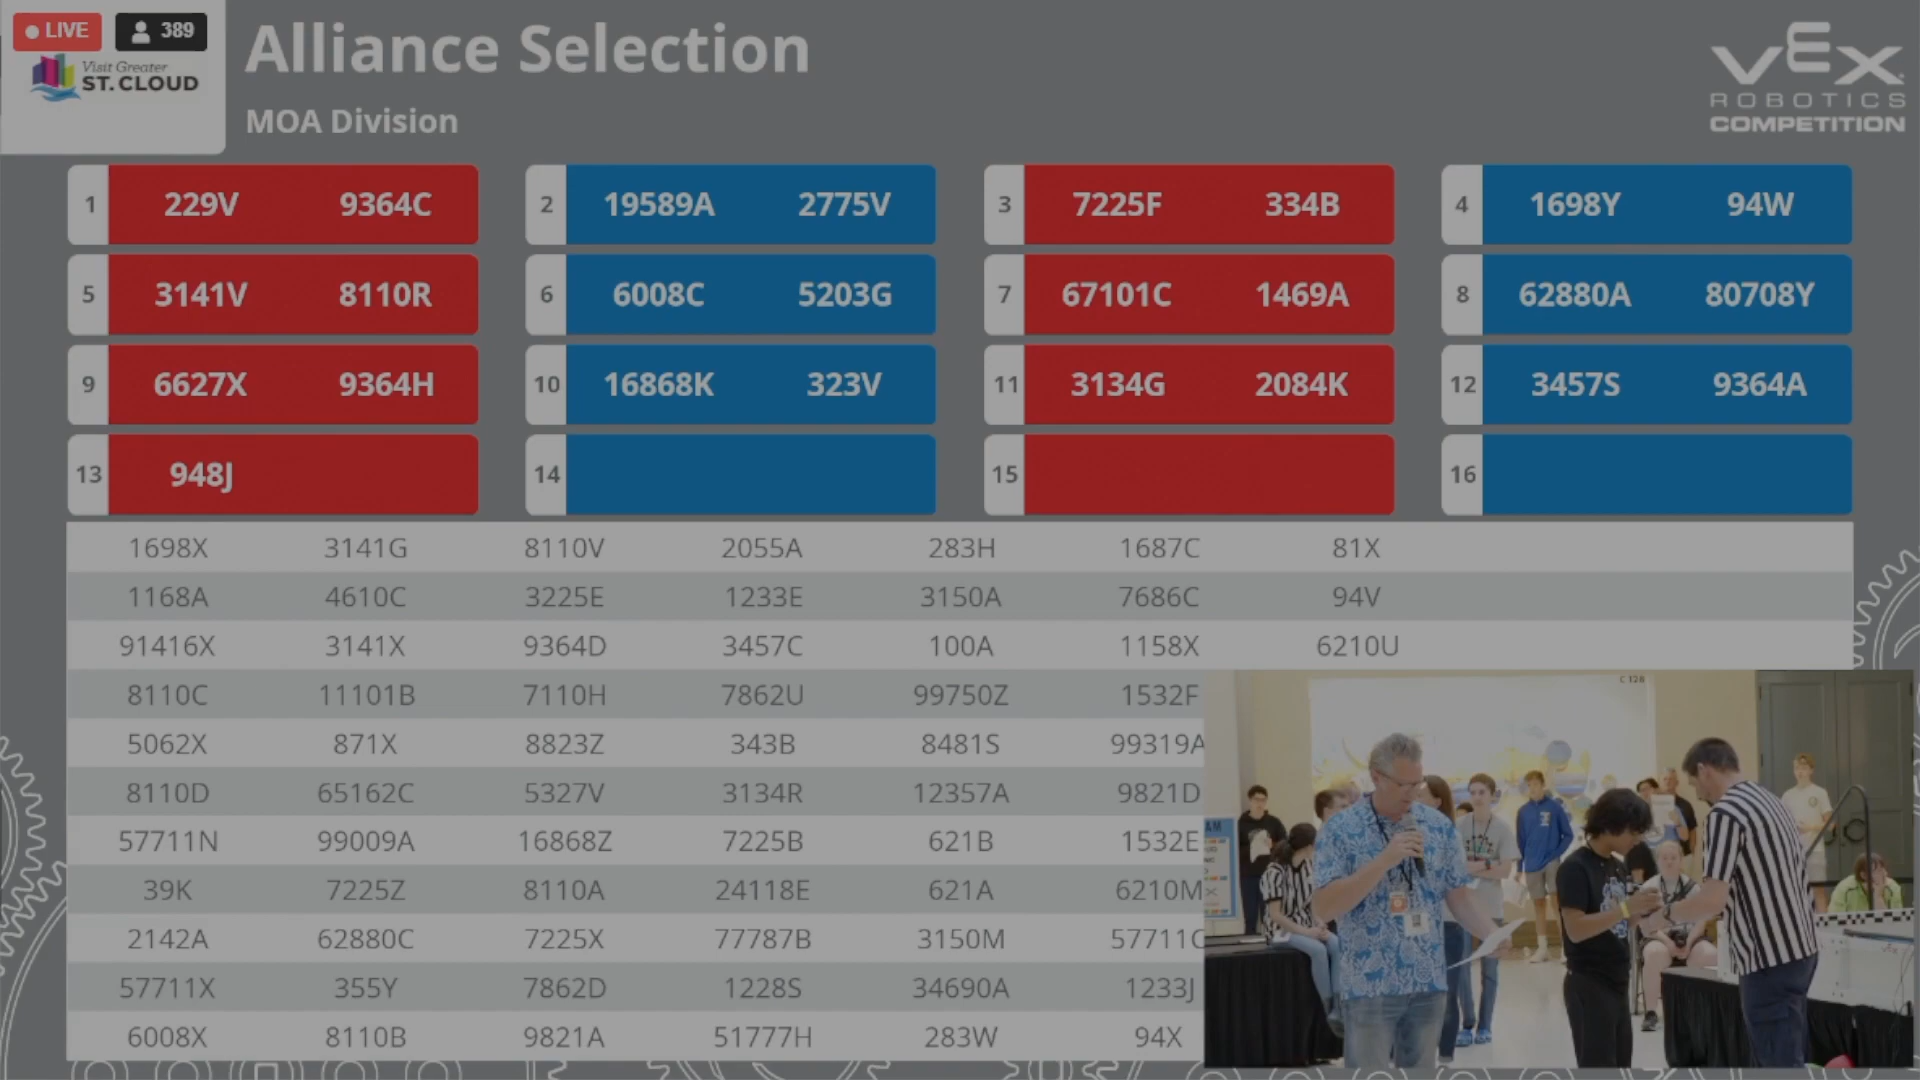 LIVE 389
Visit Greater
ST. CLOUD
Alliance Selection
MOA Division
VEX
ROBOTICS
COMPETITION
1 229V 9364C 2 19589A 2775V 3 7225F 334B 4 1698Y 94W
5 3141V 8110R 6 6008C 5203G 7 67101C 1469A 8 62880A 80708Y
9 6627X 9364H 10 16868K 323V 11 3134G 2084K 12 3457S 9364A
13 948J 14 15 16
1698X 3141G 8110V 2055A 283H 1687C 81X
1168A 4610C 3225E 1233E 3150A 7686C 94V
91416X 3141X 9364D 3457C 100A 1158X 6210U
8110C 11101B 7110H 7862U 99750Z 1532F
5062X 871X 8823Z 343B 8481S 99319A
8110D 65162C 5327V 3134R 12357A 9821D
57711N 99009A 16868Z 7225B 621B 1532E
39K 7225Z 8110A 24118E 621A 6210M
2142A 62880C 7225X 77787B 3150M 57711C
57711X 355Y 7862D 1228S 34690A 1233J
6008X 8110B 9821A 51777H 283W 94X
C 128